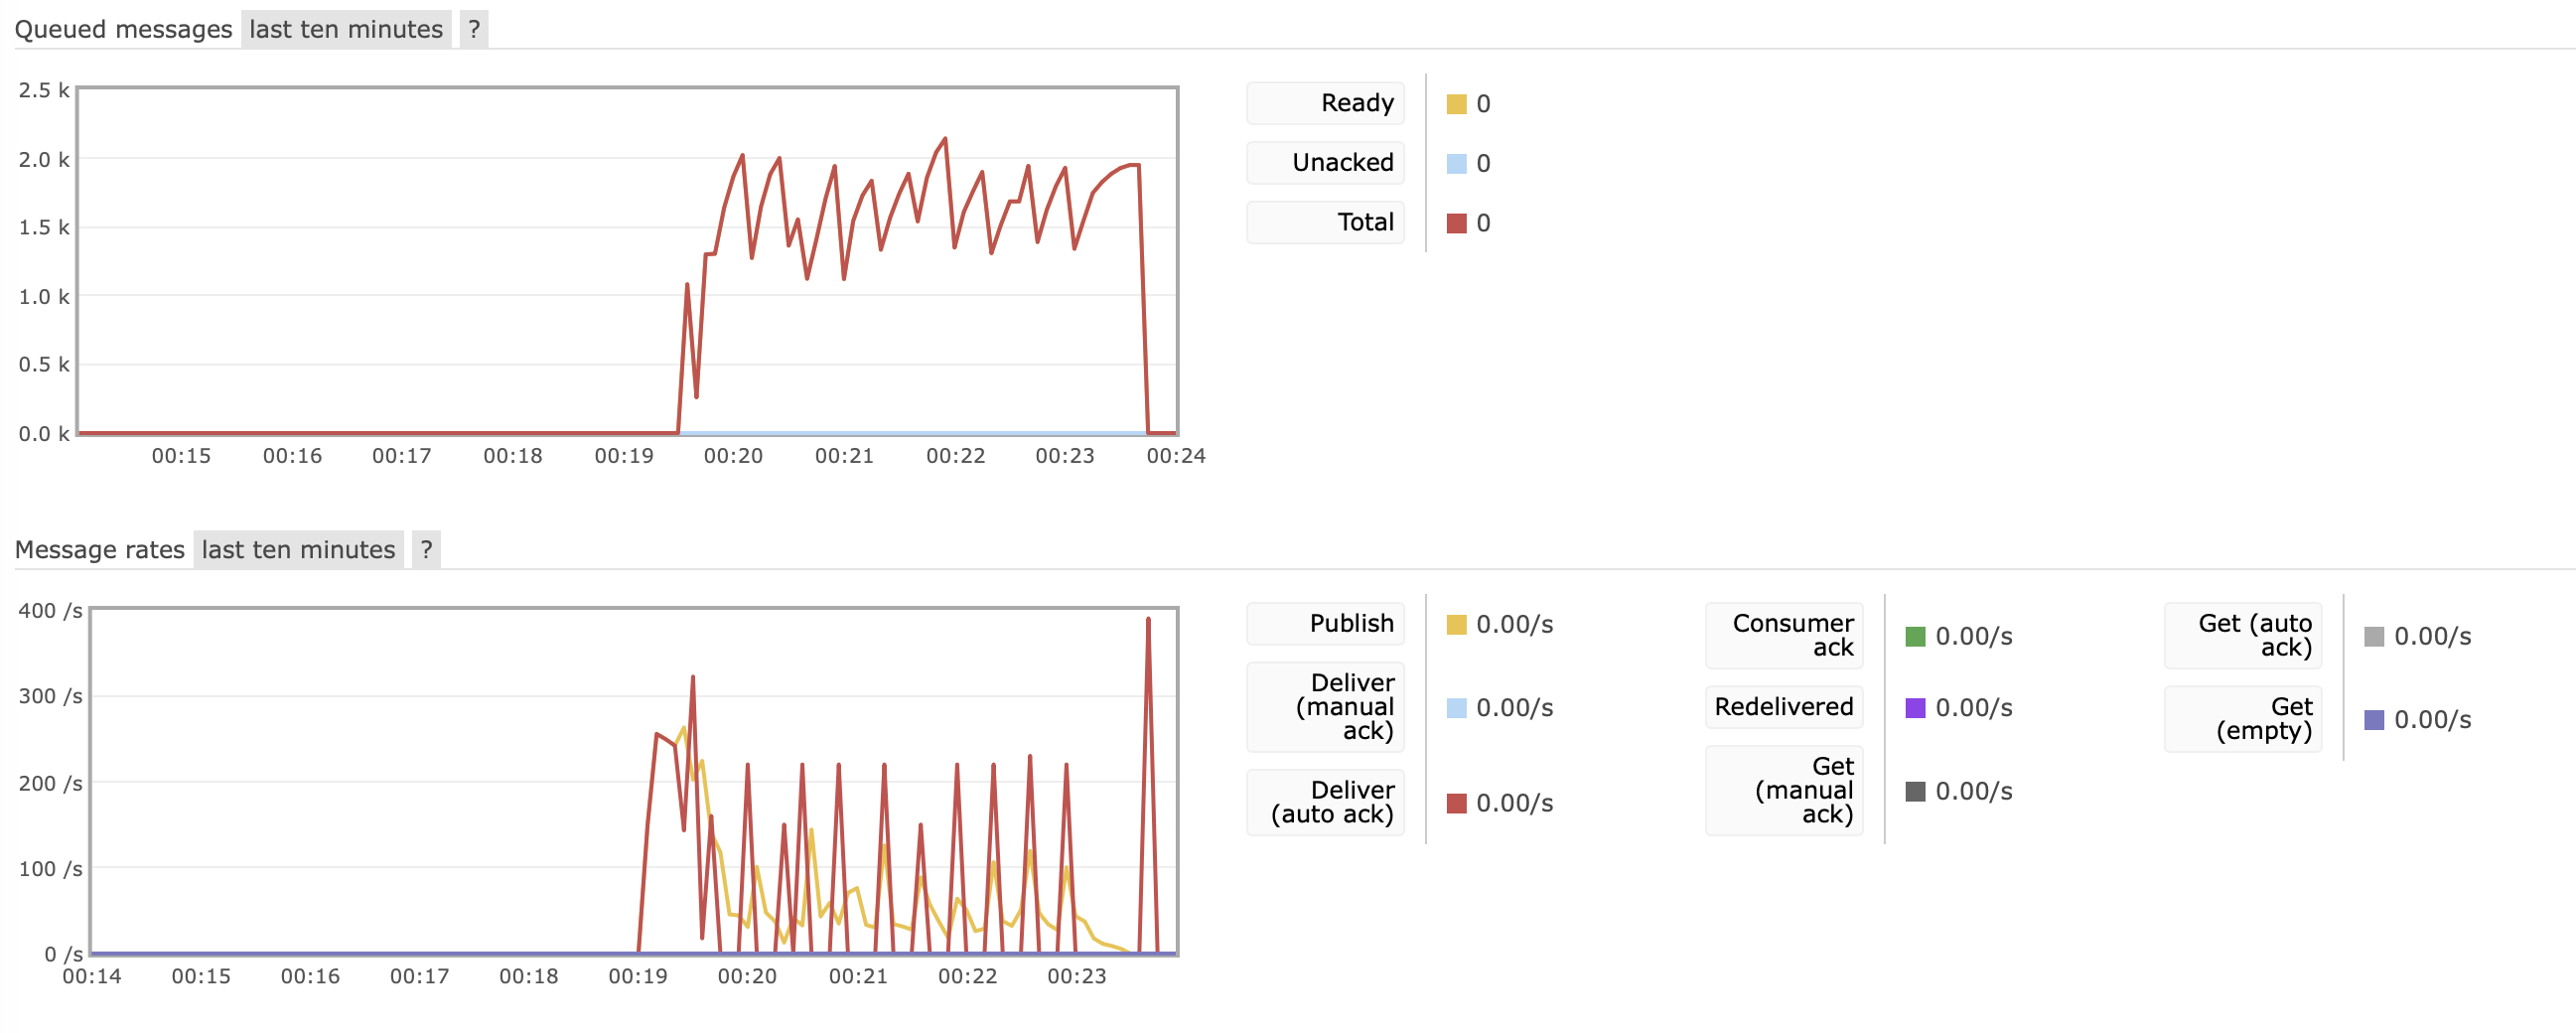 Queued messages last ten minutes ?
2.5 k
2.0 k
1.5 k
1.0 k
0.5 k
0.0 k
00:15 00:16 00:17 00:18 00:19 00:20 00:21 00:22 00:23 00:24
Ready 0
Unacked 0
Total 0
Message rates last ten minutes ?
400 /s
300 /s
200 /s
100 /s
0 /s
00:14 00:15 00:16 00:17 00:18 00:19 00:20 00:21 00:22 00:23
Publish 0.00/s
Deliver
(manual
ack)
0.00/s
Deliver
(auto ack)
0.00/s
Consumer
ack
0.00/s
Redelivered 0.00/s
Get
(manual
ack)
0.00/s
Get (auto
ack)
0.00/s
Get
(empty)
0.00/s